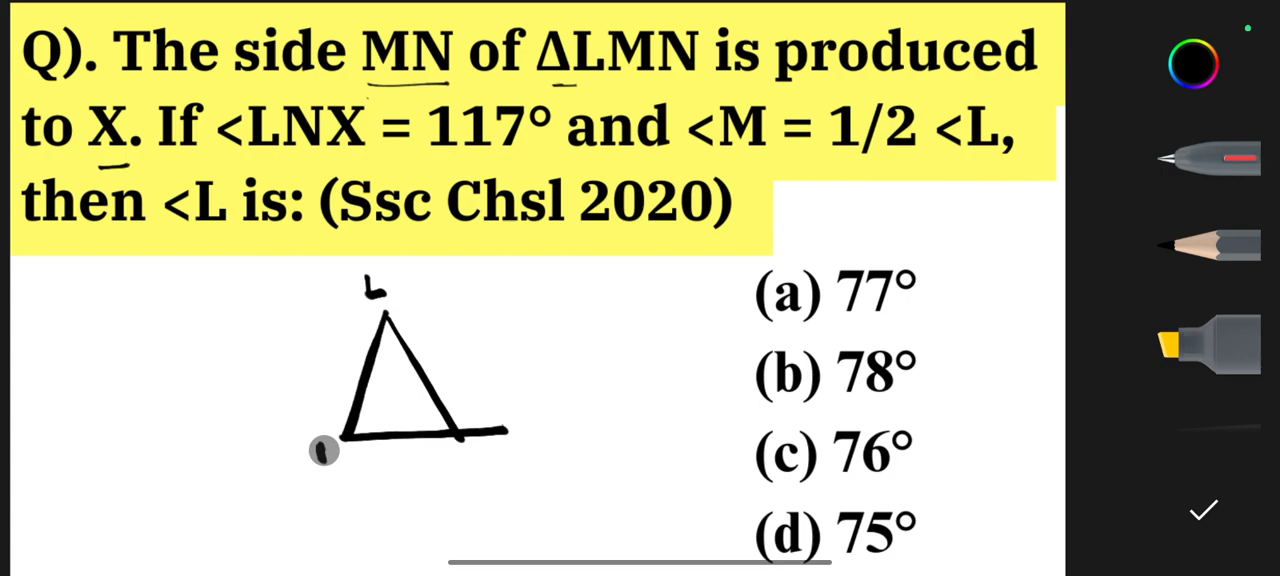 Q). The side MN of ΔLMN is produced
to X. If <LNX = 117° and <M = 1/2 <L,
then <L is: (Ssc Chsl 2020)
L
(a) 77°
(b) 78°
(c) 76°
(d) 75°